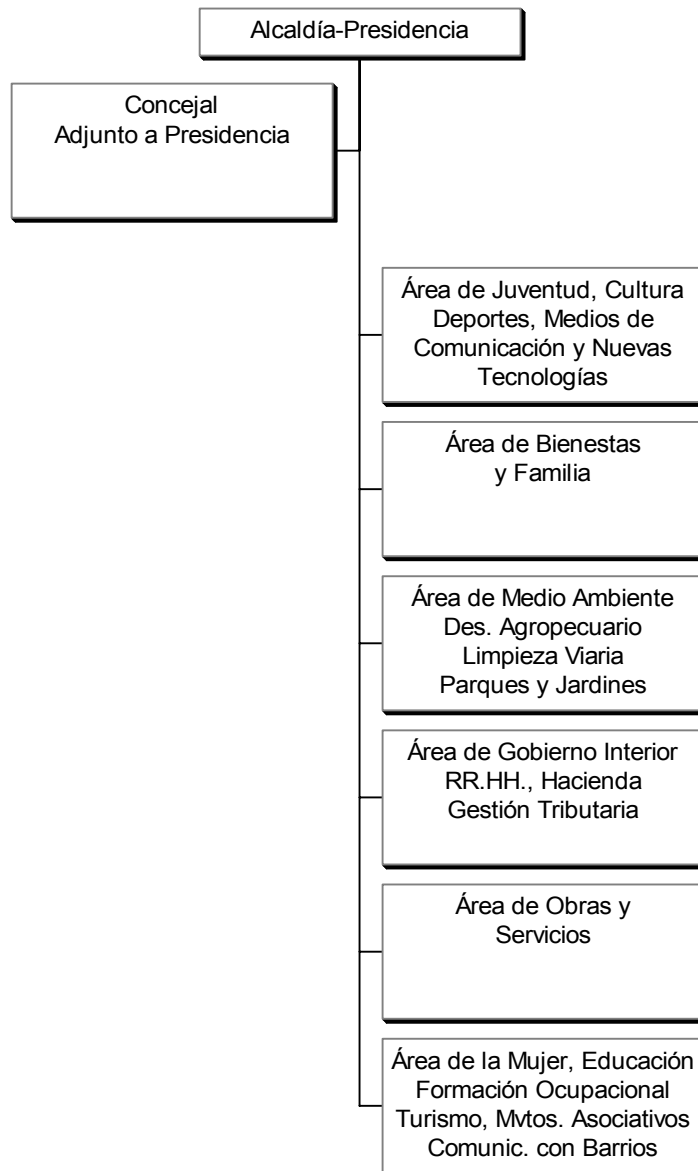 Alcaldía-Presidencia
Concejal
Adjunto a Presidencia
Área de Juventud, Cultura
Deportes, Medios de
Comunicación y Nuevas
Tecnologías
Área de Bienestas
y Familia
Área de Medio Ambiente
Des. Agropecuario
Limpieza Viaria
Parques y Jardines
Área de Gobierno Interior
RR.HH., Hacienda
Gestión Tributaria
Área de Obras y
Servicios
Área de la Mujer, Educación
Formación Ocupacional
Turismo, Mvtos. Asociativos
Comunic. con Barrios